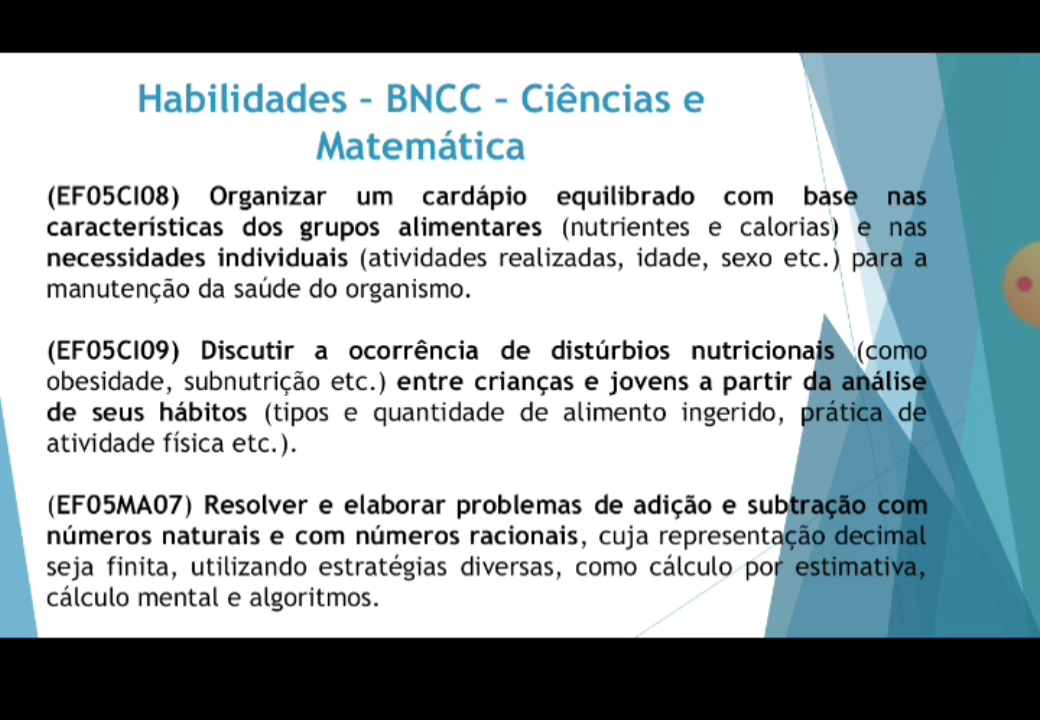 Habilidades – BNCC – Ciências e
Matemática
(EF05CI08) Organizar um cardápio equilibrado com base nas
características dos grupos alimentares (nutrientes e calorias) e nas
necessidades individuais (atividades realizadas, idade, sexo etc.) para a
manutenção da saúde do organismo.
(EF05CI09) Discutir a ocorrência de distúrbios nutricionais (como
obesidade, subnutrição etc.) entre crianças e jovens a partir da análise
de seus hábitos (tipos e quantidade de alimento ingerido, prática de
atividade física etc.).
(EF05MA07) Resolver e elaborar problemas de adição e subtração com
números naturais e com números racionais, cuja representação decimal
seja finita, utilizando estratégias diversas, como cálculo por estimativa,
cálculo mental e algoritmos.